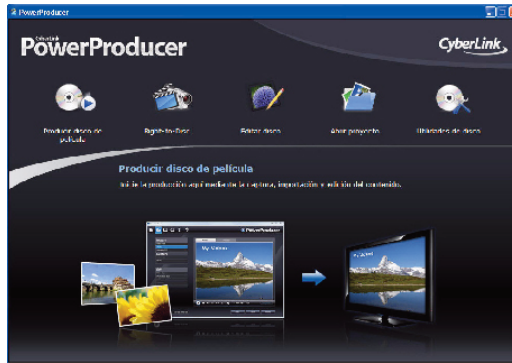 PowerProducer
CyberLink
PowerProducer
CyberLink
Producir disco de
película
Right-to-Disc
Editar disco
Abrir proyecto
Utilidades de disco
Producir disco de película
Inicie la producción aquí mediante la captura, importación y edición del contenido.
PowerProducer
My Videos